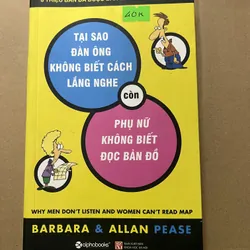 40K
TẠI SAO
ĐÀN ÔNG
KHÔNG BIẾT CÁCH
LẮNG NGHE
còn
PHỤ NỮ
KHÔNG BIẾT
ĐỌC BẢN ĐỒ
WHY MEN DON'T LISTEN AND WOMEN CAN'T READ MAP
BARBARA & ALLAN PEASE
alphabooks